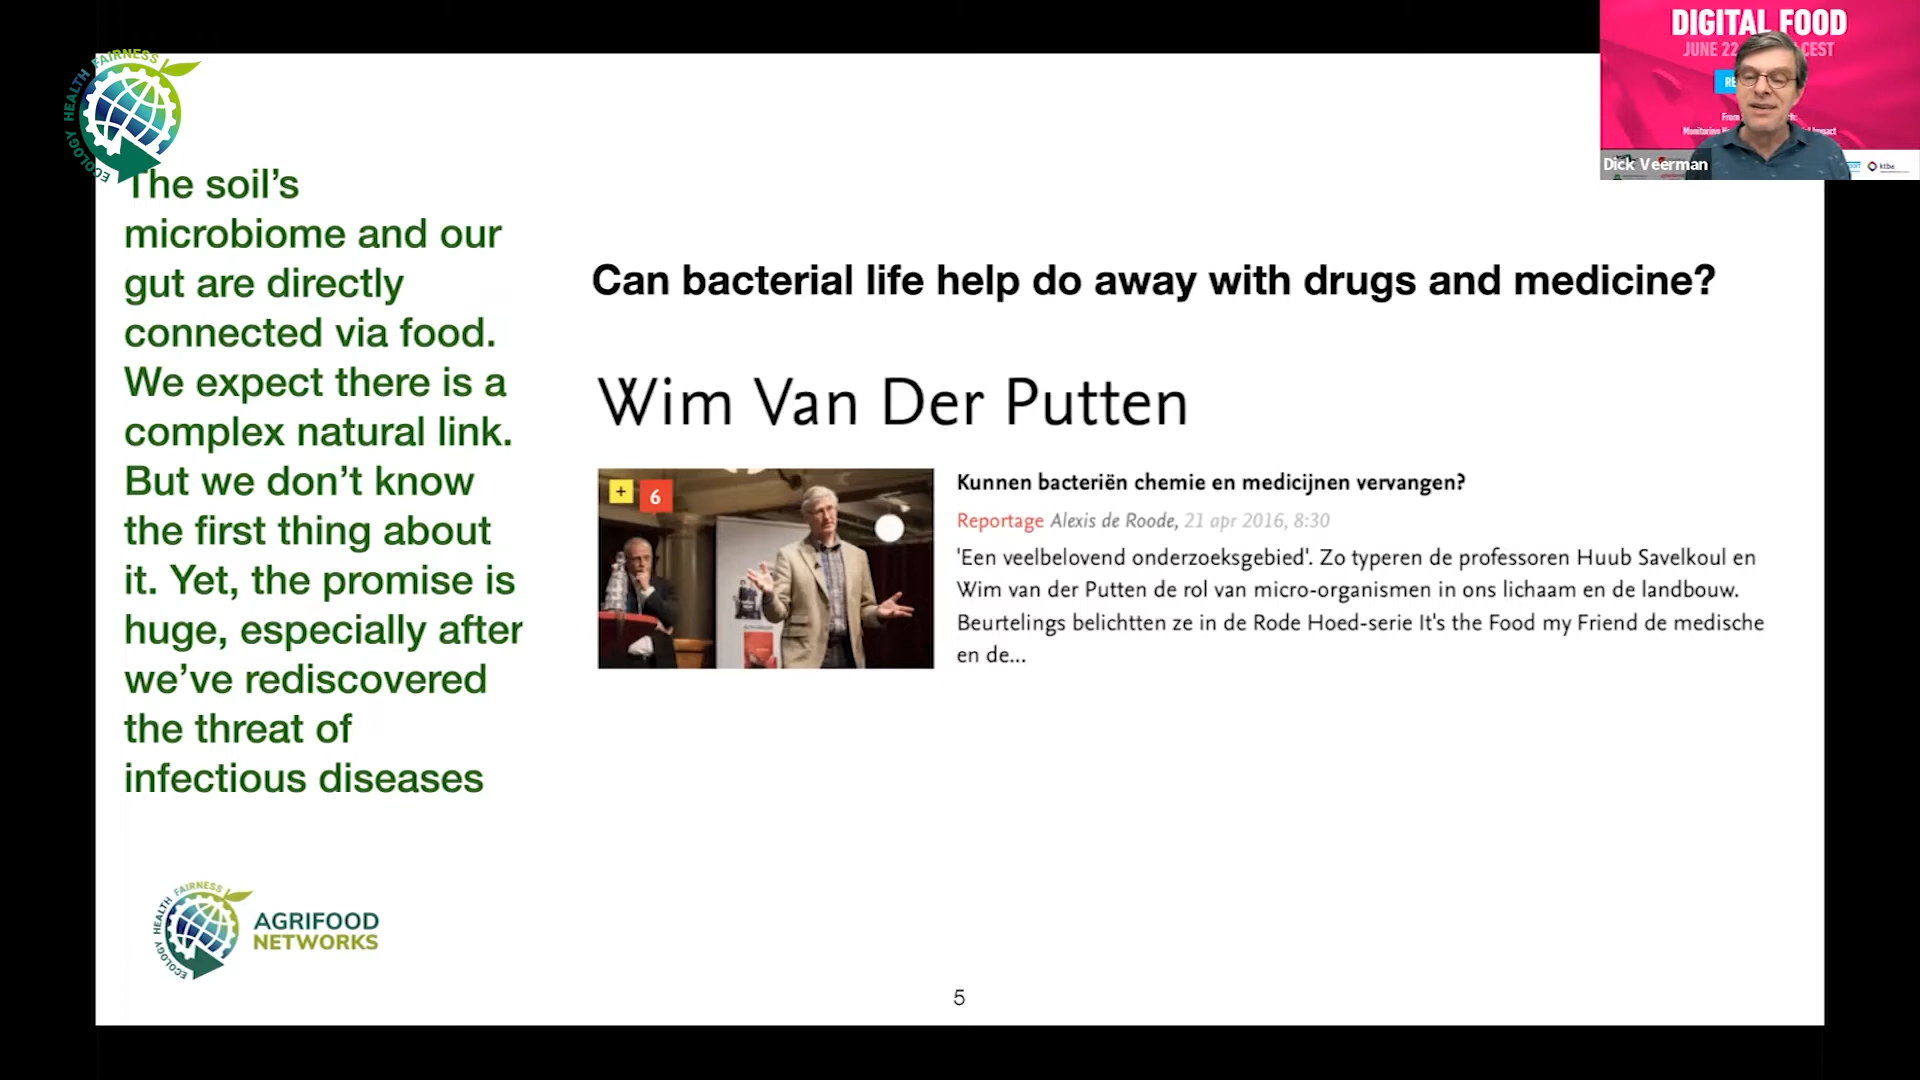 DIGITAL FOOD
JUNE 22
CEST
Dick Veerman
ktba
ECOLOGY HEALTH FAIRNESS
The soil's
microbiome and our
gut are directly
connected via food.
We expect there is a
complex natural link.
But we don't know
the first thing about
it. Yet, the promise is
huge, especially after
we've rediscovered
the threat of
infectious diseases
Can bacterial life help do away with drugs and medicine?
Wim Van Der Putten
+ 6
Kunnen bacteriën chemie en medicijnen vervangen?
Reportage Alexis de Roode, 21 apr 2016, 8:30
'Een veelbelovend onderzoeksgebied'. Zo typeren de professoren Huub Savelkoul en
Wim van der Putten de rol van micro-organismen in ons lichaam en de landbouw.
Beurtelings belichtten ze in de Rode Hoed-serie It's the Food my Friend de medische
en de...
ECOLOGY HEALTH FAIRNESS
AGRIFOOD
NETWORKS
5